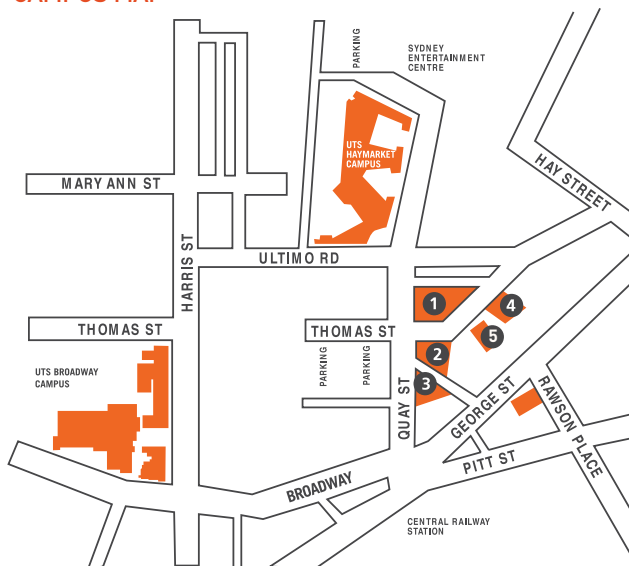 CAMPUS MAP
PARKING
SYDNEY
ENTERTAINMENT
CENTRE
UTS
HAYMARKET
CAMPUS
HAY STREET
MARY ANN ST
HARRIS ST
ULTIMO RD
1
4
THOMAS ST
THOMAS ST
5
2
UTS BROADWAY
CAMPUS
PARKING
PARKING
3
QUAY ST
GEORGE ST
RAWSON PLACE
PITT ST
BROADWAY
CENTRAL RAILWAY
STATION